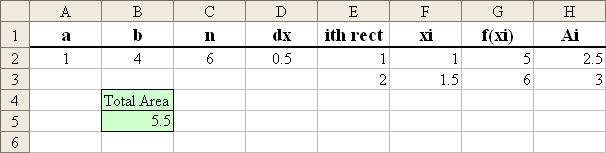 A B C D E F G H
1 a b n dx ith rect xi f(xi) Ai
2 1 4 6 0.5 1 1 5 2.5
3 2 1.5 6 3
4 Total Area
5 5.5
6